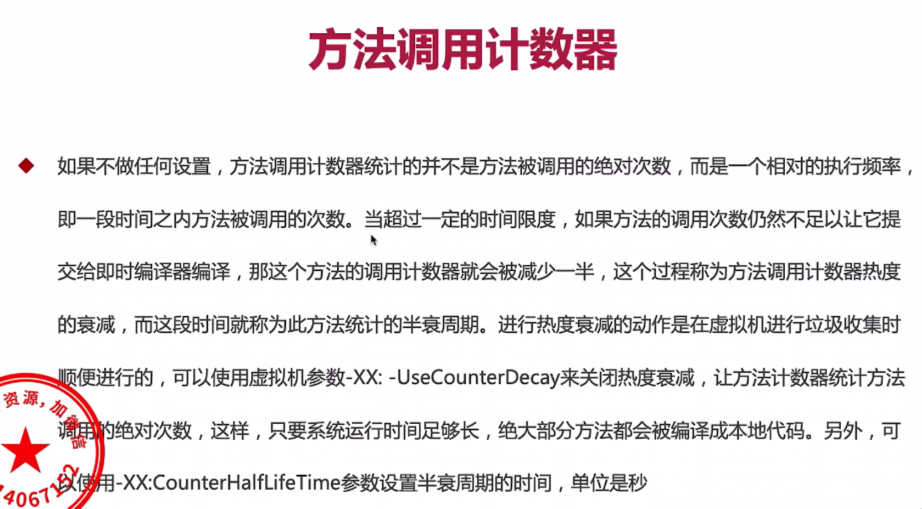 方法调用计数器
如果不做任何设置，方法调用计数器统计的并不是方法被调用的绝对次数，而是一个相对的执行频率，
即一段时间之内方法被调用的次数。当超过一定的时间限度，如果方法的调用次数仍然不足以让它提
交给即时编译器编译，那这个方法的调用计数器就会被减少一半，这个过程称为方法调用计数器热度
的衰减，而这段时间就称为此方法统计的半衰周期。进行热度衰减的动作是在虚拟机进行垃圾收集时
顺便进行的，可以使用虚拟机参数-XX: -UseCounterDecay来关闭热度衰减，让方法计数器统计方法
调用的绝对次数，这样，只要系统运行时间足够长，绝大部分方法都会被编译成本地代码。另外，可
以使用-XX:CounterHalfLifeTime参数设置半衰周期的时间，单位是秒
资源，加微信
14067152